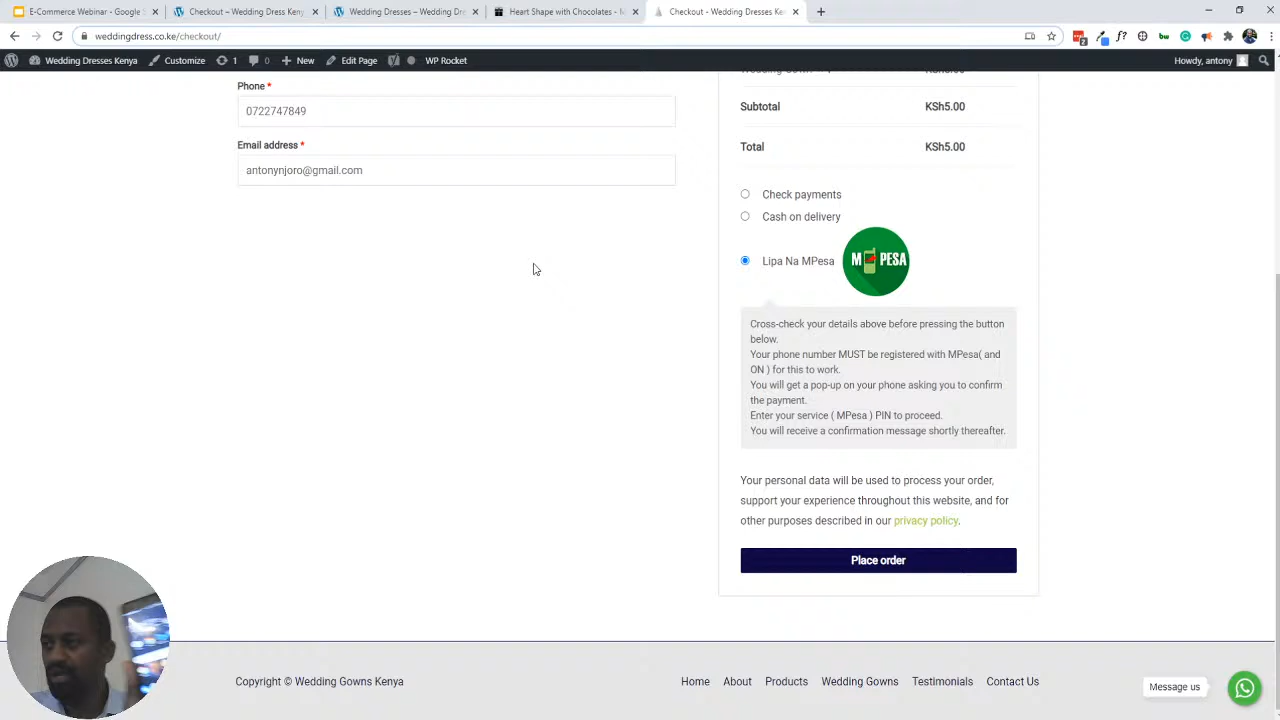 E-Commerce Webinar - Google S
Checkout – Wedding Dress Keny
Wedding Dresses – Wedding Dre
Heart Shape with Chocolates - M
Checkout - Wedding Dresses Ke
weddingdress.co.ke/checkout/
Wedding Dresses Kenya
Customize
1
0
New
Edit Page
WP Rocket
Howdy, antony
Phone *
0722747849
Email address *
antonynjoro@gmail.com
Subtotal KSh5.00
Total KSh5.00
Check payments
Cash on delivery
Lipa Na MPesa
M PESA
Cross-check your details above before pressing the button
below.
Your phone number MUST be registered with MPesa( and
ON ) for this to work.
You will get a pop-up on your phone asking you to confirm
the payment.
Enter your service ( MPesa ) PIN to proceed.
You will receive a confirmation message shortly thereafter.
Your personal data will be used to process your order,
support your experience throughout this website, and for
other purposes described in our privacy policy.
Place order
Copyright © Wedding Gowns Kenya
Home
About
Products
Wedding Gowns
Testimonials
Contact Us
Message us